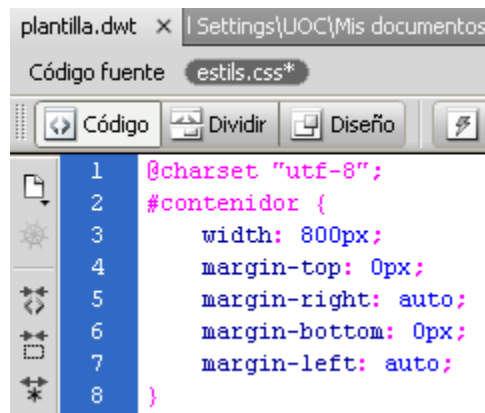 plantilla.dwt × l Settings\UOC\Mis documentos
Código fuente estils.css*
Código Dividir Diseño
1 @charset "utf-8";
2 #contenidor {
3 width: 800px;
4 margin-top: 0px;
5 margin-right: auto;
6 margin-bottom: 0px;
7 margin-left: auto;
8 }